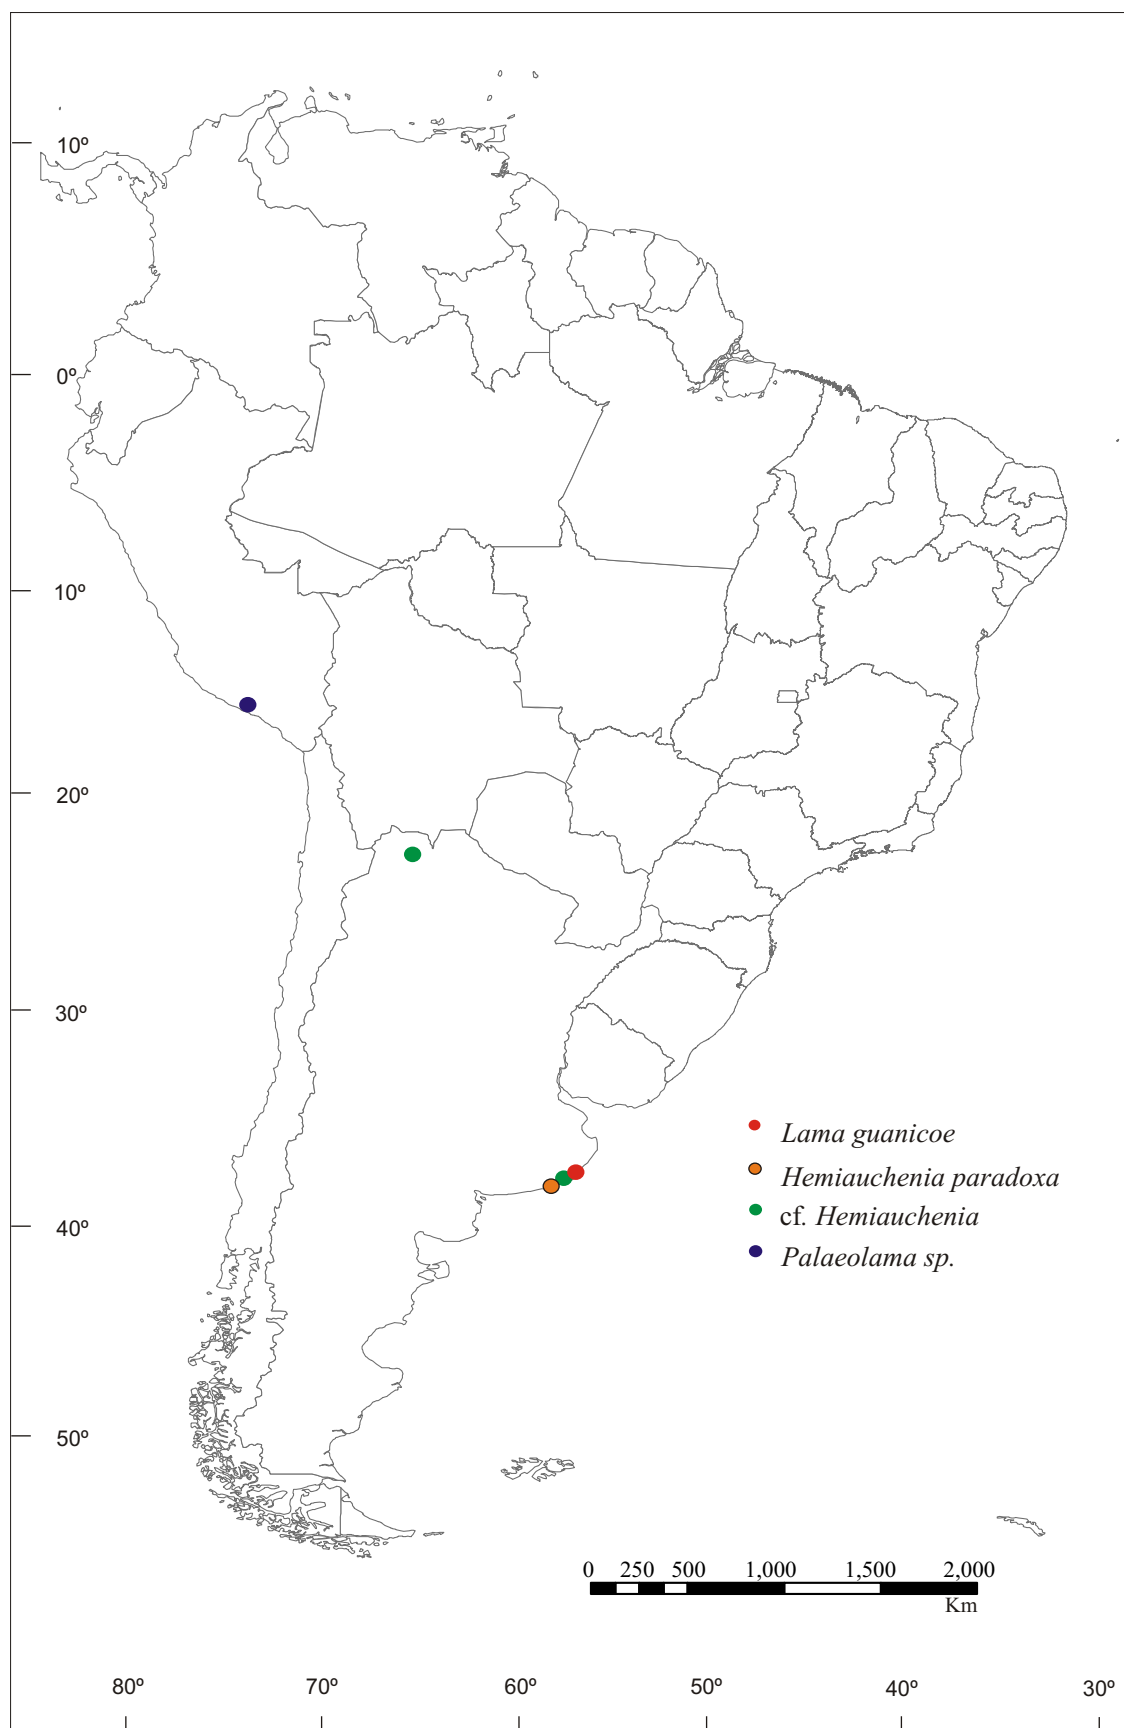 10º
0º
10º
20º
30º
40º
50º
Lama guanicoe
Hemiauchenia paradoxa
cf. Hemiauchenia
Palaeolama sp.
0 250 500 1,000 1,500 2,000
Km
80º 70º 60º 50º 40º 30º